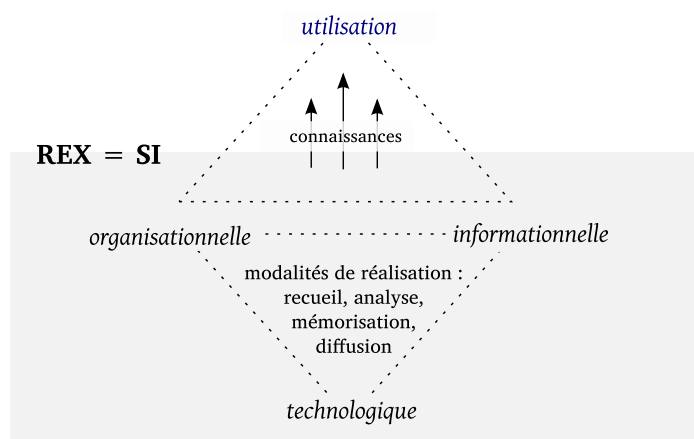 utilisation
connaissances
REX = SI
organisationnelle
informationnelle
modalités de réalisation :
recueil, analyse,
mémorisation,
diffusion
technologique